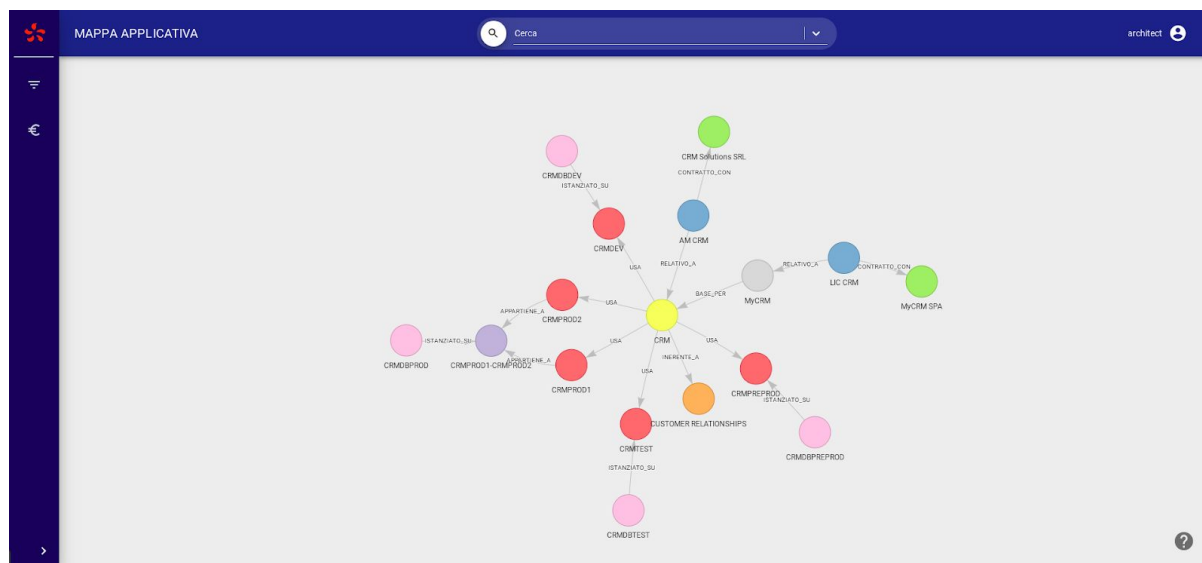 MAPPA APPLICATIVA
Cerca
architect
€
CRM Solutions SRL
CONTRATTO_CON
CRMDBDEV
ISTANZIATO_SU
CRMDEV
AM CRM
USA
RELATIVO_A
RELATIVO_A
LIC CRM
CONTRATTO_CON
MyCRM
MyCRM SPA
BASE_PER
USA
APPARTIENE_A
CRMPROD2
CRM
CRMDBPROD
ISTANZIATO_SU
CRMPROD1-CRMPROD2
APPARTIENE_A
CRMPROD1
USA
USA
INERENTE_A
USA
CRMPREPROD
ISTANZIATO_SU
CUSTOMER RELATIONSHIPS
CRMTEST
CRMDBPREPROD
ISTANZIATO_SU
CRMDBTEST
?